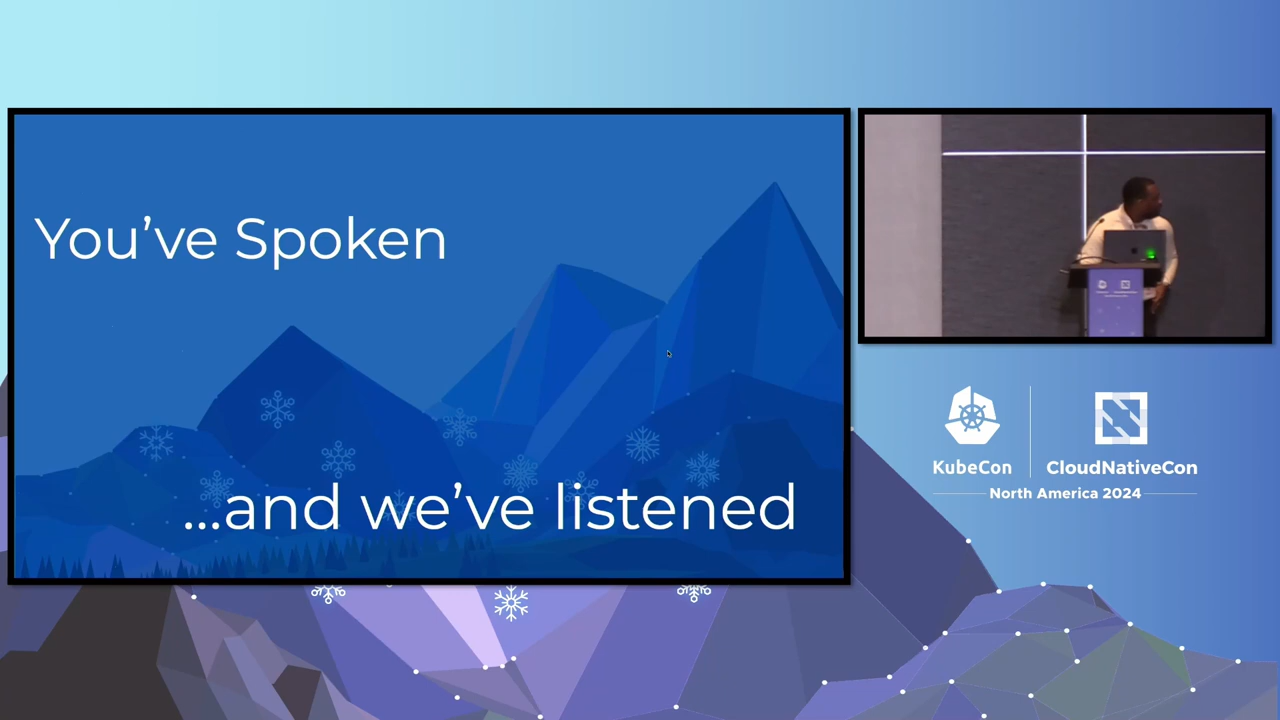 You've Spoken
...and we've listened
KubeCon
CloudNativeCon
North America 2024